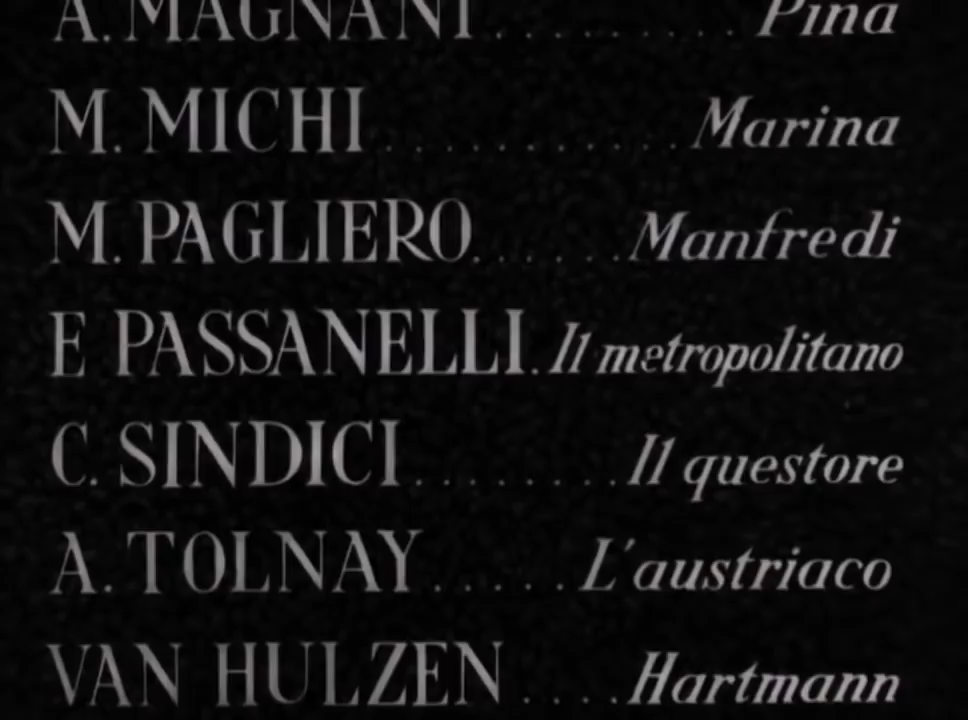 A. MAGNANI.........Pina
M. MICHI...........Marina
M. PAGLIERO......Manfredi
E PASSANELLI.Il metropolitano
C. SINDICI........Il questore
A. TOLNAY.....L'austriaco
VAN HULZEN....Hartmann